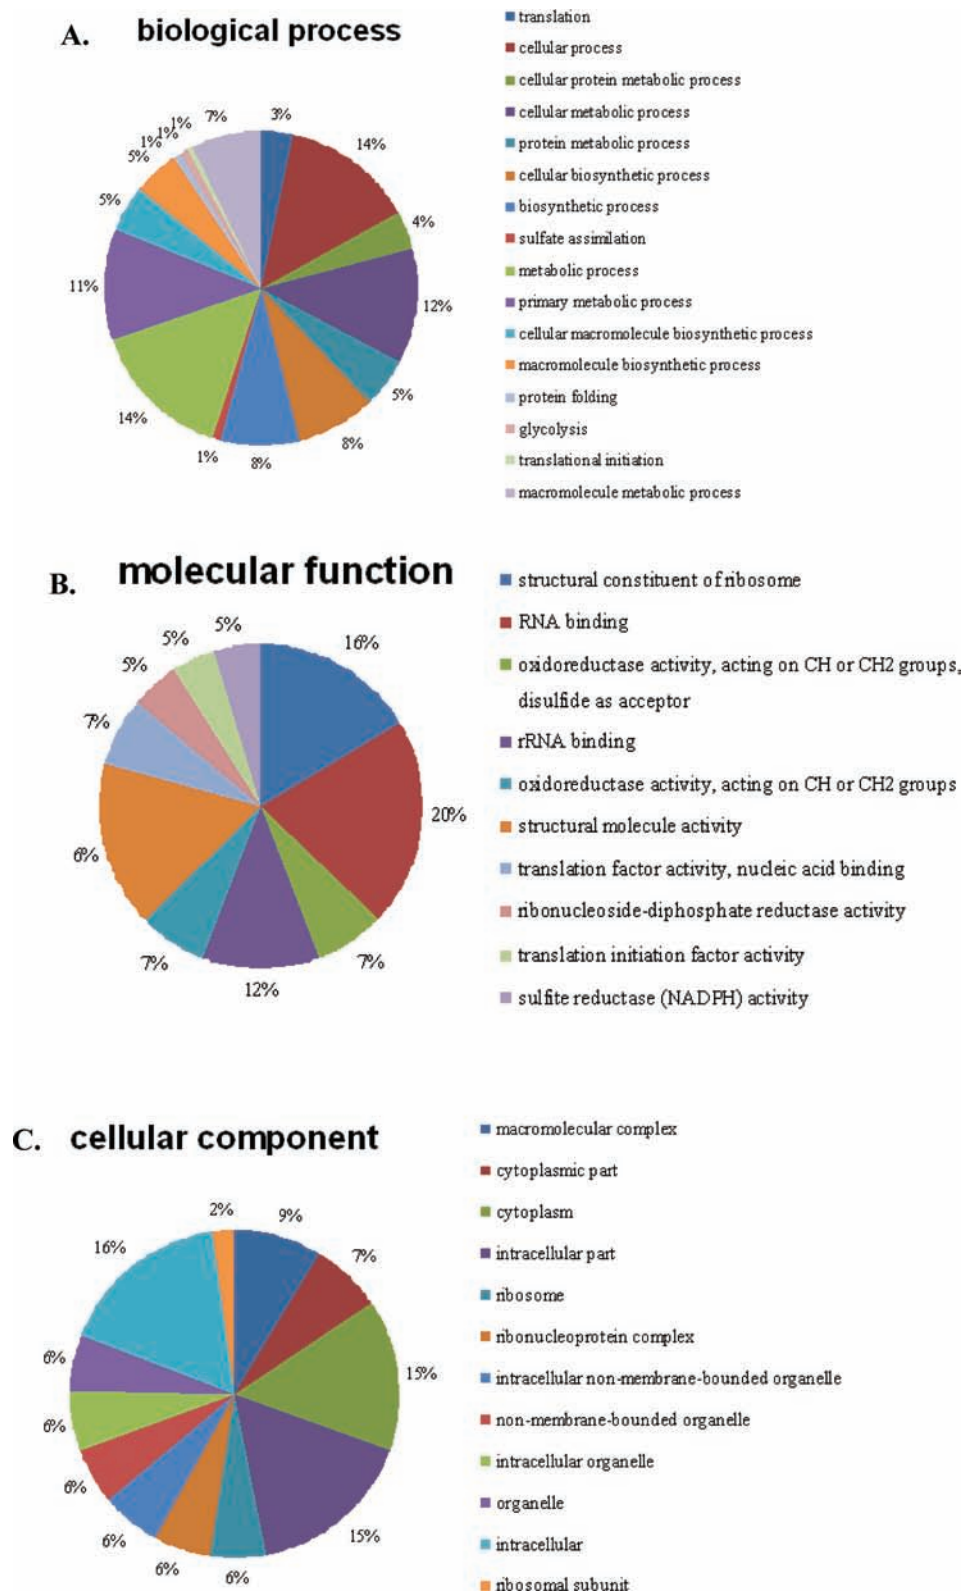 A. biological process
translation
cellular process
cellular protein metabolic process
cellular metabolic process
protein metabolic process
cellular biosynthetic process
biosynthetic process
sulfate assimilation
metabolic process
primary metabolic process
cellular macromolecule biosynthetic process
macromolecule biosynthetic process
protein folding
glycolysis
translational initiation
macromolecule metabolic process
3%
14%
4%
12%
5%
8%
8%
1%
14%
11%
5%
5%
1%
1%
1%
7%
B. molecular function
structural constituent of ribosome
RNA binding
oxidoreductase activity, acting on CH or CH2 groups,
disulfide as acceptor
rRNA binding
oxidoreductase activity, acting on CH or CH2 groups
structural molecule activity
translation factor activity, nucleic acid binding
ribonucleoside-diphosphate reductase activity
translation initiation factor activity
sulfite reductase (NADPH) activity
16%
20%
7%
12%
7%
6%
7%
5%
5%
5%
C. cellular component
macromolecular complex
cytoplasmic part
cytoplasm
intracellular part
ribosome
ribonucleoprotein complex
intracellular non-membrane-bounded organelle
non-membrane-bounded organelle
intracellular organelle
organelle
intracellular
ribosomal subunit
9%
7%
15%
15%
6%
6%
6%
6%
6%
6%
16%
2%